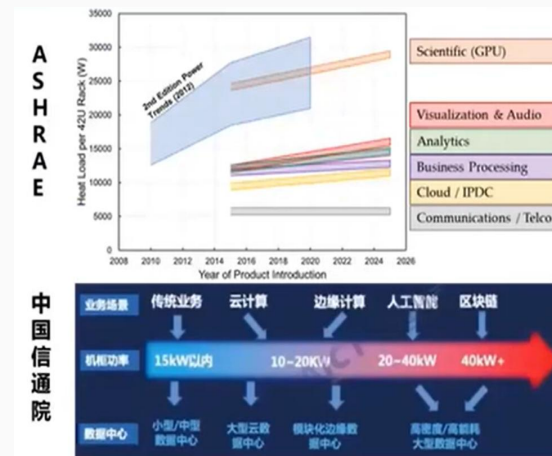 ASHRAE
Heat Load per 42U Rack (W)
35000
30000
25000
20000
15000
10000
5000
0
2nd Edition Power
Trends (2012)
2008 2010 2012 2014 2016 2018 2020 2022 2024 2026
Year of Product Introduction
Scientific (GPU)
Visualization & Audio
Analytics
Business Processing
Cloud / IPDC
Communications / Telco
中国信通院
业务场景 传统业务 云计算 边缘计算 人工智能 区块链
机柜功率 15kW以内 10~20KW 20~40kW 40kW+
数据中心
小型/中型
数据中心
大型云数
据中心
模块化边缘数
据中心
高密度/高能耗
大型数据中心